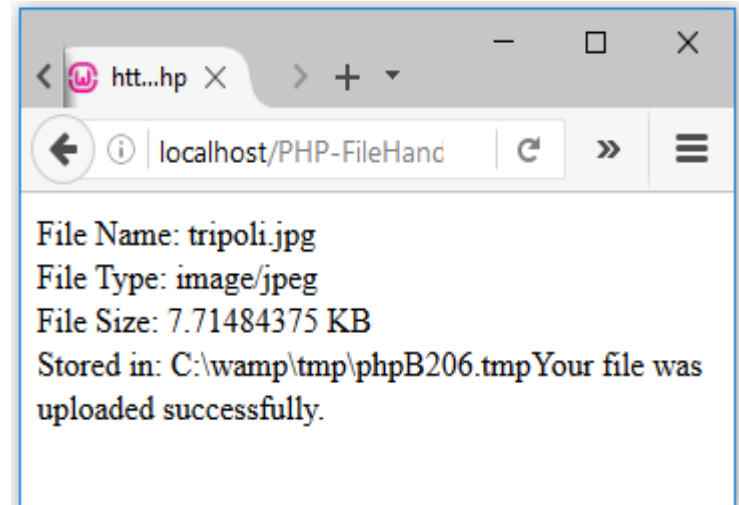 htt...hp
localhost/PHP-FileHand
File Name: tripoli.jpg
File Type: image/jpeg
File Size: 7.71484375 KB
Stored in: C:\wamp\tmp\phpB206.tmpYour file was
uploaded successfully.